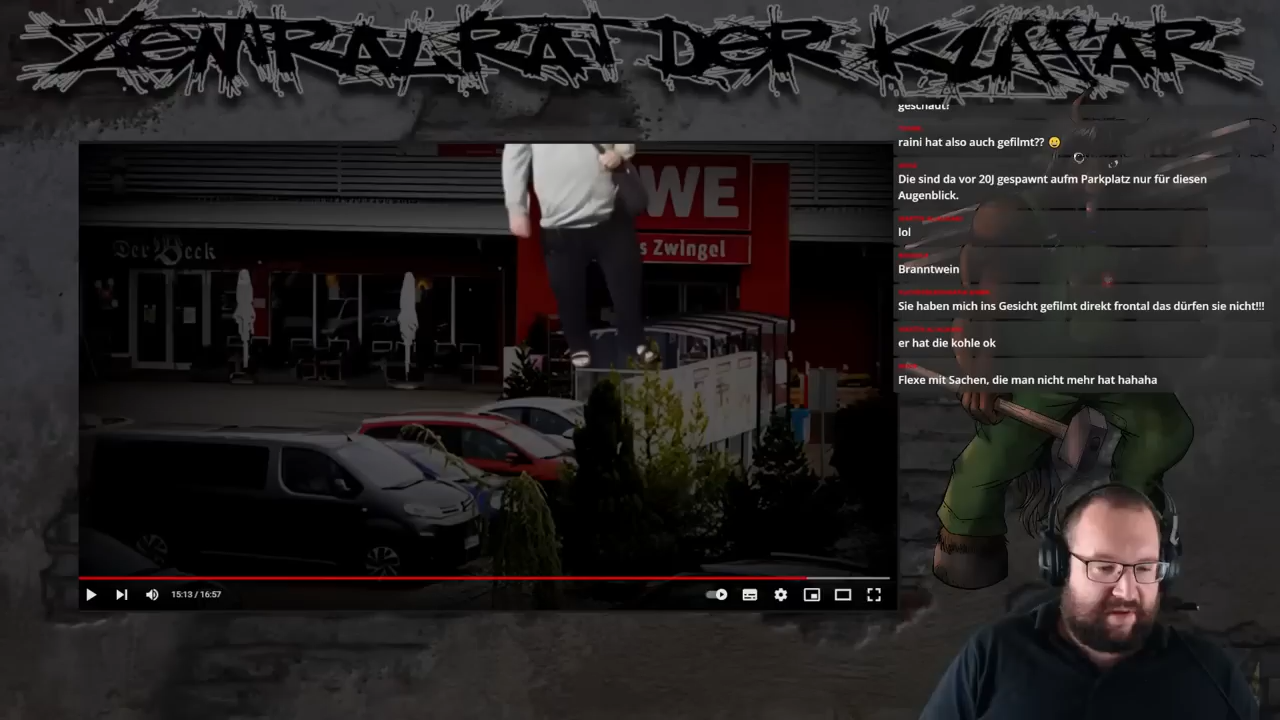 ZENTRALRAT DER KUFFAR
geschaut?
raini hat also auch gefilmt??
Die sind da vor 20J gespawnt aufm Parkplatz nur für diesen
Augenblick.
lol
Branntwein
Sie haben mich ins Gesicht gefilmt direkt frontal das dürfen sie nicht!!!
er hat die kohle ok
Flexe mit Sachen, die man nicht mehr hat hahaha
WE
s Zwingel
Der Beck
15:13 / 16:57